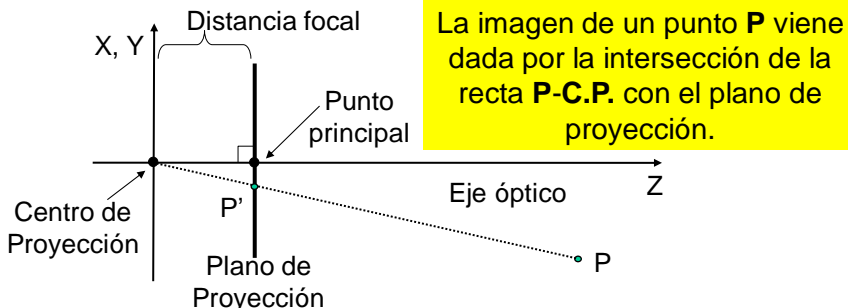 Distancia focal
X, Y
La imagen de un punto P viene
dada por la intersección de la
recta P-C.P. con el plano de
proyección.
Punto
principal
Z
Eje óptico
P’
Centro de
Proyección
P
Plano de
Proyección